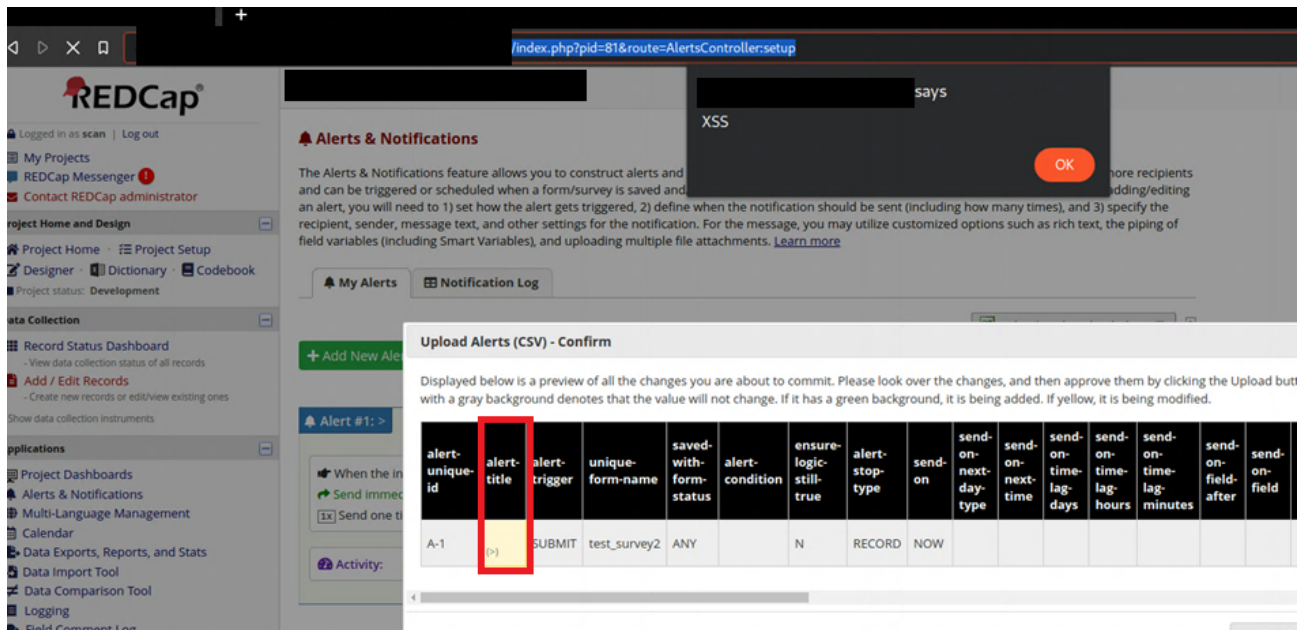 +
/index.php?pid=81&route=AlertsController:setup
REDCap®
says
XSS
OK
Logged in as scan | Log out
My Projects
REDCap Messenger
Contact REDCap administrator
roject Home and Design
Project Home · Project Setup
Designer · Dictionary · Codebook
Project status: Development
ata Collection
Record Status Dashboard
- View data collection status of all records
Add / Edit Records
- Create new records or edit/view existing ones
Show data collection instruments
pplications
Project Dashboards
Alerts & Notifications
Multi-Language Management
Calendar
Data Exports, Reports, and Stats
Data Import Tool
Data Comparison Tool
Logging
Field Comment Log
Alerts & Notifications
The Alerts & Notifications feature allows you to construct alerts and more recipients
and can be triggered or scheduled when a form/survey is saved and adding/editing
an alert, you will need to 1) set how the alert gets triggered, 2) define when the notification should be sent (including how many times), and 3) specify the
recipient, sender, message text, and other settings for the notification. For the message, you may utilize customized options such as rich text, the piping of
field variables (including Smart Variables), and uploading multiple file attachments. Learn more
My Alerts
Notification Log
+ Add New Ale
Alert #1: >
When the in
Send immed
1x Send one ti
Activity:
Upload Alerts (CSV) - Confirm
Displayed below is a preview of all the changes you are about to commit. Please look over the changes, and then approve them by clicking the Upload butt
with a gray background denotes that the value will not change. If it has a green background, it is being added. If yellow, it is being modified.
alert-unique-id alert-title alert-trigger unique-form-name saved-with-form-status alert-condition ensure-logic-still-true alert-stop-type send-on send-on-next-day-type send-on-next-time send-on-time-lag-days send-on-time-lag-hours send-on-time-lag-minutes send-on-field-after send-on-field
A-1 (>) SUBMIT test_survey2 ANY N RECORD NOW